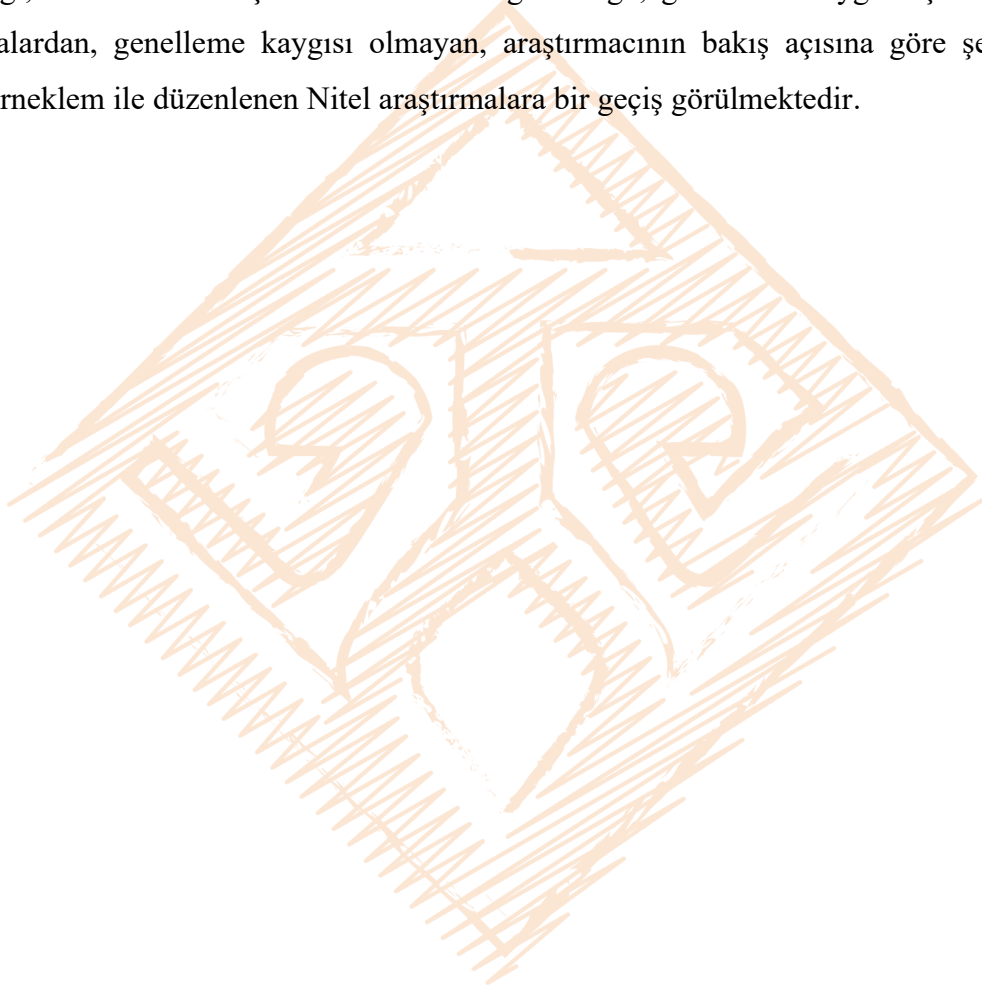 alardan, genelleme kaygısı olmayan, araştırmacının bakış açısına göre şe
rneklem ile düzenlenen Nitel araştırmalara bir geçiş görülmektedir.